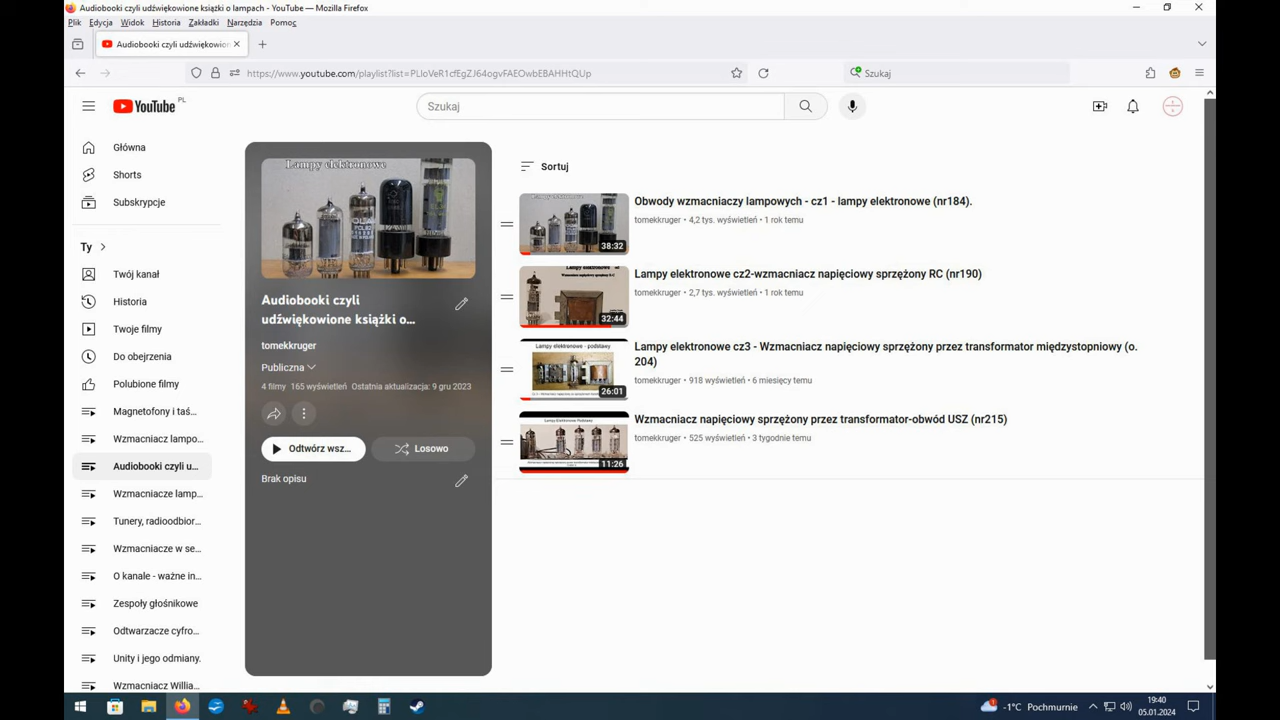 Audiobooki czyli udźwiękowione książki o lampach - YouTube — Mozilla Firefox
Plik Edycja Widok Historia Zakładki Narzędzia Pomoc
Audiobooki czyli udźwiękowion
https://www.youtube.com/playlist?list=PLIoVeR1cfEgZJ64ogvFAEOwbEBAHHtQUp
Szukaj
YouTube PL
Szukaj
Główna
Shorts
Subskrypcje
Ty
Twój kanał
Historia
Twoje filmy
Do obejrzenia
Polubione filmy
Magnetofony i taś...
Wzmacniacz lampo...
Audiobooki czyli u...
Wzmacniacze lamp...
Tunery, radioodbior...
Wzmacniacze w se...
O kanale - ważne in...
Zespoły głośnikowe
Odtwarzacze cyfro...
Unity i jego odmiany.
Wzmacniacz Willia...
Lampy elektronowe
Audiobooki czyli
udźwiękowione książki o...
tomekkruger
Publiczna
4 filmy 165 wyświetleń Ostatnia aktualizacja: 9 gru 2023
Odtwórz wsz...
Losowo
Brak opisu
Sortuj
38:32
Obwody wzmacniaczy lampowych - cz1 - lampy elektronowe (nr184).
tomekkruger • 4,2 tys. wyświetleń • 1 rok temu
Lampy elektronowe cz2
Wzmacniacz napięciowy sprzężony RC
32:44
Lampy elektronowe cz2-wzmacniacz napięciowy sprzężony RC (nr190)
tomekkruger • 2,7 tys. wyświetleń • 1 rok temu
Lampy elektronowe - podstawy
26:01
Lampy elektronowe cz3 - Wzmacniacz napięciowy sprzężony przez transformator międzystopniowy (o.
204)
tomekkruger • 918 wyświetleń • 6 miesięcy temu
11:26
Wzmacniacz napięciowy sprzężony przez transformator-obwód USZ (nr215)
tomekkruger • 525 wyświetleń • 3 tygodnie temu
-1°C Pochmurnie
19:40
05.01.2024